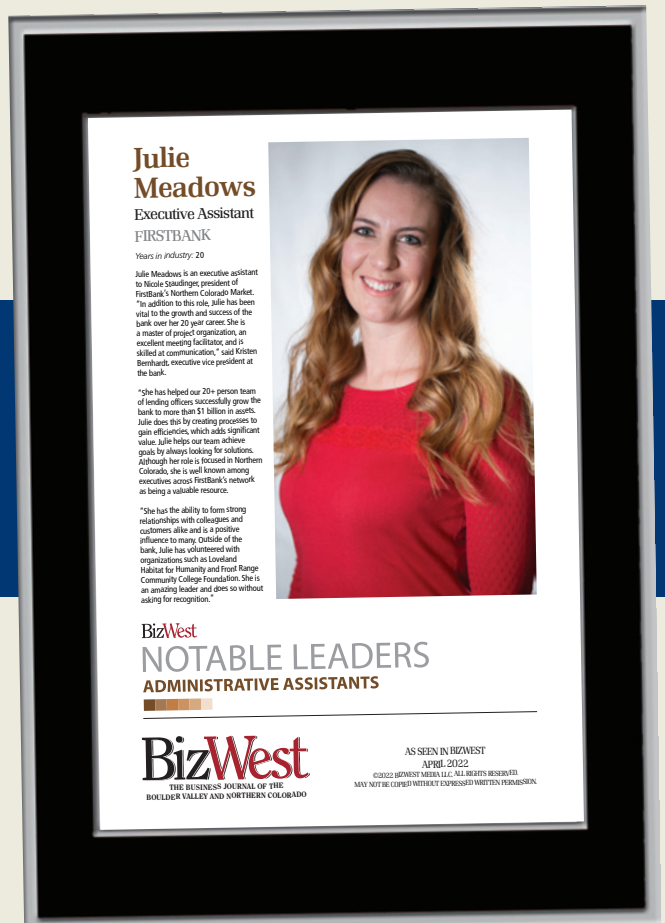 Julie
Meadows
Executive Assistant
FIRSTBANK
Years in industry: 20
Julie Meadows is an executive assistant
to Nicole Staudinger, president of
FirstBank's Northern Colorado Market.
"In addition to this role, Julie has been
vital to the growth and success of the
bank over her 20 year career. She is
a master of project organization, an
excellent meeting facilitator, and is
skilled at communication," said Kristen
Bernhardt, executive vice president at
the bank.
"She has helped our 20+ person team
of lending officers successfully grow the
bank to more than $1 billion in assets.
Julie does this by creating processes to
gain efficiencies, which adds significant
value. Julie helps our team achieve
goals by always looking for solutions.
Although her role is focused in Northern
Colorado, she is well known among
executives across FirstBank's network
as being a valuable resource.
"She has the ability to form strong
relationships with colleagues and
customers alike and is a positive
influence to many. Outside of the
bank, Julie has volunteered with
organizations such as Loveland
Habitat for Humanity and Front Range
Community College Foundation. She is
an amazing leader and does so without
asking for recognition."
BizWest
NOTABLE LEADERS
ADMINISTRATIVE ASSISTANTS
BizWest
THE BUSINESS JOURNAL OF THE
BOULDER VALLEY AND NORTHERN COLORADO
AS SEEN IN BIZWEST
APRIL 2022
©2022 BIZWEST MEDIA LLC, ALL RIGHTS RESERVED.
MAY NOT BE COPIED WITHOUT EXPRESSED WRITTEN PERMISSION.